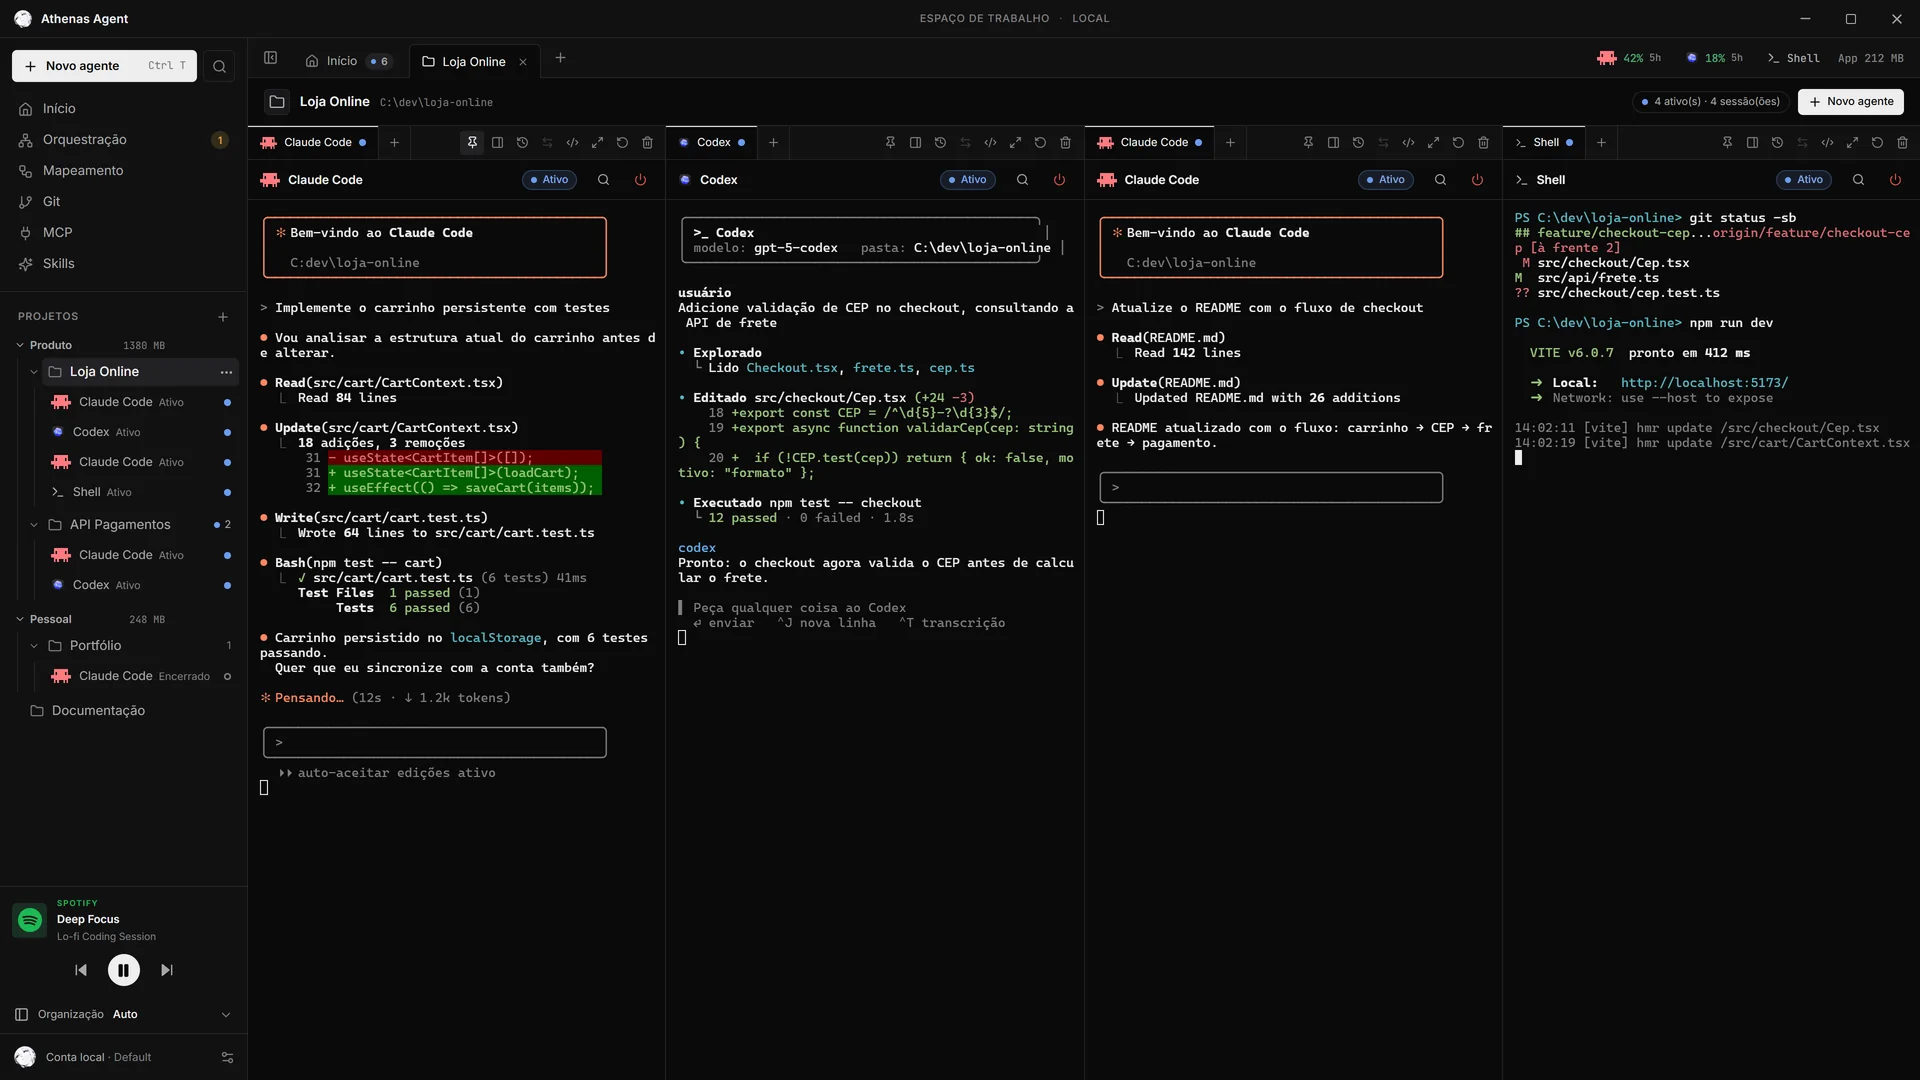 Athenas Agent
ESPAÇO DE TRABALHO · LOCAL
Novo agente Ctrl T
Início
Orquestração 1
Mapeamento
Git
MCP
Skills
PROJETOS
Produto 1380 MB
Loja Online
Claude Code Ativo
Codex Ativo
Claude Code Ativo
Shell Ativo
API Pagamentos 2
Claude Code Ativo
Codex Ativo
Pessoal 248 MB
Portfólio 1
Claude Code Encerrado
Documentação
SPOTIFY
Deep Focus
Lo-fi Coding Session
Organização Auto
Conta local · Default
Início 6
Loja Online
42% 5h
18% 5h
Shell
App 212 MB
Loja Online C:\dev\loja-online
4 ativo(s) · 4 sessão(ões)
Novo agente
Claude Code
Claude Code
Ativo
✻ Bem-vindo ao Claude Code
C:dev\loja-online
> Implemente o carrinho persistente com testes
● Vou analisar a estrutura atual do carrinho antes d
e alterar.
● Read(src/cart/CartContext.tsx)
Read 84 lines
● Update(src/cart/CartContext.tsx)
18 adições, 3 remoções
31 - useState<CartItem[]>([]);
31 + useState<CartItem[]>(loadCart);
32 + useEffect(() => saveCart(items));
● Write(src/cart/cart.test.ts)
Wrote 64 lines to src/cart/cart.test.ts
● Bash(npm test -- cart)
✓ src/cart/cart.test.ts (6 tests) 41ms
Test Files 1 passed (1)
Tests 6 passed (6)
● Carrinho persistido no localStorage, com 6 testes
passando.
Quer que eu sincronize com a conta também?
✻ Pensando… (12s · ↓ 1.2k tokens)
>
⏵⏵ auto-aceitar edições ativo
Codex
Codex
Ativo
>_ Codex
modelo: gpt-5-codex pasta: C:\dev\loja-online
usuário
Adicione validação de CEP no checkout, consultando a
API de frete
• Explorado
└ Lido Checkout.tsx, frete.ts, cep.ts
• Editado src/checkout/Cep.tsx (+24 -3)
18 +export const CEP = /^\d{5}-?\d{3}$/;
19 +export async function validarCep(cep: string
) {
20 + if (!CEP.test(cep)) return { ok: false, mo
tivo: "formato" };
• Executado npm test -- checkout
└ 12 passed · 0 failed · 1.8s
codex
Pronto: o checkout agora valida o CEP antes de calcu
lar o frete.
Peça qualquer coisa ao Codex
⏎ enviar ^J nova linha ^T transcrição
Claude Code
Claude Code
Ativo
✻ Bem-vindo ao Claude Code
C:dev\loja-online
> Atualize o README com o fluxo de checkout
● Read(README.md)
Read 142 lines
● Update(README.md)
Updated README.md with 26 additions
● README atualizado com o fluxo: carrinho → CEP → fr
ete → pagamento.
>
Shell
Shell
Ativo
PS C:\dev\loja-online> git status -sb
## feature/checkout-cep...origin/feature/checkout-ce
p [à frente 2]
M src/checkout/Cep.tsx
M src/api/frete.ts
?? src/checkout/cep.test.ts
PS C:\dev\loja-online> npm run dev
VITE v6.0.7 pronto em 412 ms
➜ Local: http://localhost:5173/
➜ Network: use --host to expose
14:02:11 [vite] hmr update /src/checkout/Cep.tsx
14:02:19 [vite] hmr update /src/cart/CartContext.tsx